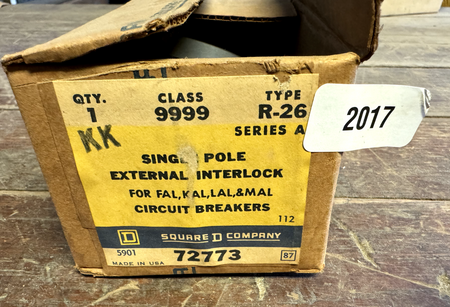 QTY. CLASS TYPE
1 9999 R-26
KK SERIES A
2017
SINGLE POLE
EXTERNAL INTERLOCK
FOR FAL,KAL,LAL,&MAL
CIRCUIT BREAKERS
112
D SQUARE D COMPANY
5901 72773 87
MADE IN USA